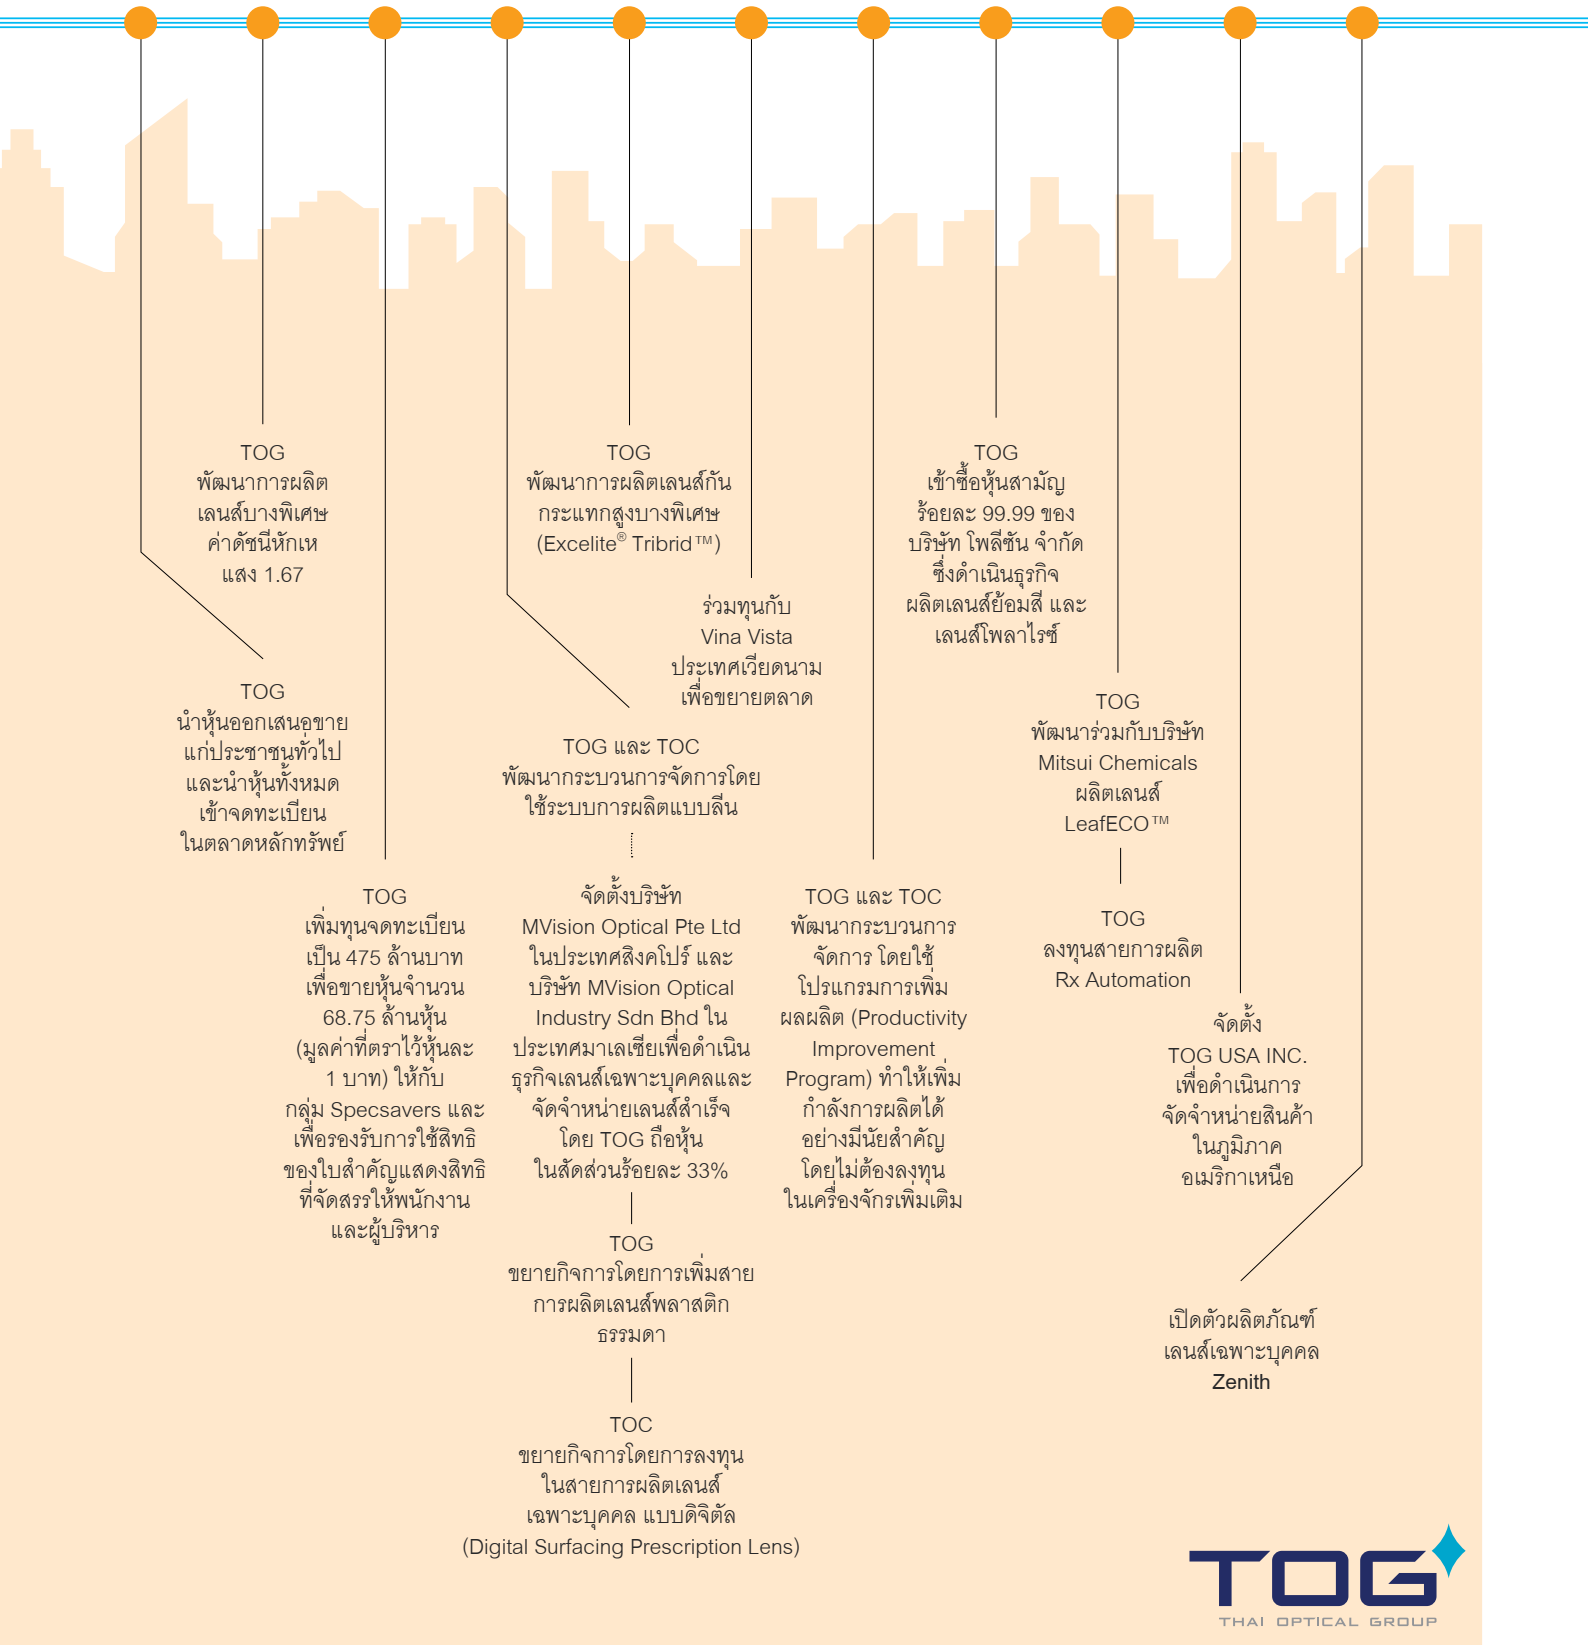 TOG
พัฒนาการผลิต
เลนส์บางพิเศษ
ค่าดัชนีหักเห
แสง 1.67
TOG
นำหุ้นออกเสนอขาย
แก่ประชาชนทั่วไป
และนำหุ้นทั้งหมด
เข้าจดทะเบียน
ในตลาดหลักทรัพย์
TOG
เพิ่มทุนจดทะเบียน
เป็น 475 ล้านบาท
เพื่อขายหุ้นจำนวน
68.75 ล้านหุ้น
(มูลค่าที่ตราไว้หุ้นละ
1 บาท) ให้กับ
กลุ่ม Specsavers และ
เพื่อรองรับการใช้สิทธิ
ของใบสำคัญแสดงสิทธิ
ที่จัดสรรให้พนักงาน
และผู้บริหาร
TOG
พัฒนาการผลิตเลนส์กัน
กระแทกสูงบางพิเศษ
(Excelite® Tribrid™)
TOG และ TOC
พัฒนากระบวนการจัดการโดย
ใช้ระบบการผลิตแบบลีน
จัดตั้งบริษัท
MVision Optical Pte Ltd
ในประเทศสิงคโปร์ และ
บริษัท MVision Optical
Industry Sdn Bhd ใน
ประเทศมาเลเซียเพื่อดำเนิน
ธุรกิจเลนส์เฉพาะบุคคลและ
จัดจำหน่ายเลนส์สำเร็จ
โดย TOG ถือหุ้น
ในสัดส่วนร้อยละ 33%
TOG
ขยายกิจการโดยการเพิ่มสาย
การผลิตเลนส์พลาสติก
ธรรมดา
TOC
ขยายกิจการโดยการลงทุน
ในสายการผลิตเลนส์
เฉพาะบุคคล แบบดิจิตัล
(Digital Surfacing Prescription Lens)
ร่วมทุนกับ
Vina Vista
ประเทศเวียดนาม
เพื่อขยายตลาด
TOG และ TOC
พัฒนากระบวนการ
จัดการ โดยใช้
โปรแกรมการเพิ่ม
ผลผลิต (Productivity
Improvement
Program) ทำให้เพิ่ม
กำลังการผลิตได้
อย่างมีนัยสำคัญ
โดยไม่ต้องลงทุน
ในเครื่องจักรเพิ่มเติม
TOG
เข้าซื้อหุ้นสามัญ
ร้อยละ 99.99 ของ
บริษัท โพลีซัน จำกัด
ซึ่งดำเนินธุรกิจ
ผลิตเลนส์ย้อมสี และ
เลนส์โพลาไรซ์
TOG
พัฒนาร่วมกับบริษัท
Mitsui Chemicals
ผลิตเลนส์
LeafECO™
TOG
ลงทุนสายการผลิต
Rx Automation
จัดตั้ง
TOG USA INC.
เพื่อดำเนินการ
จัดจำหน่ายสินค้า
ในภูมิภาค
อเมริกาเหนือ
เปิดตัวผลิตภัณฑ์
เลนส์เฉพาะบุคคล
Zenith
TOG
THAI OPTICAL GROUP